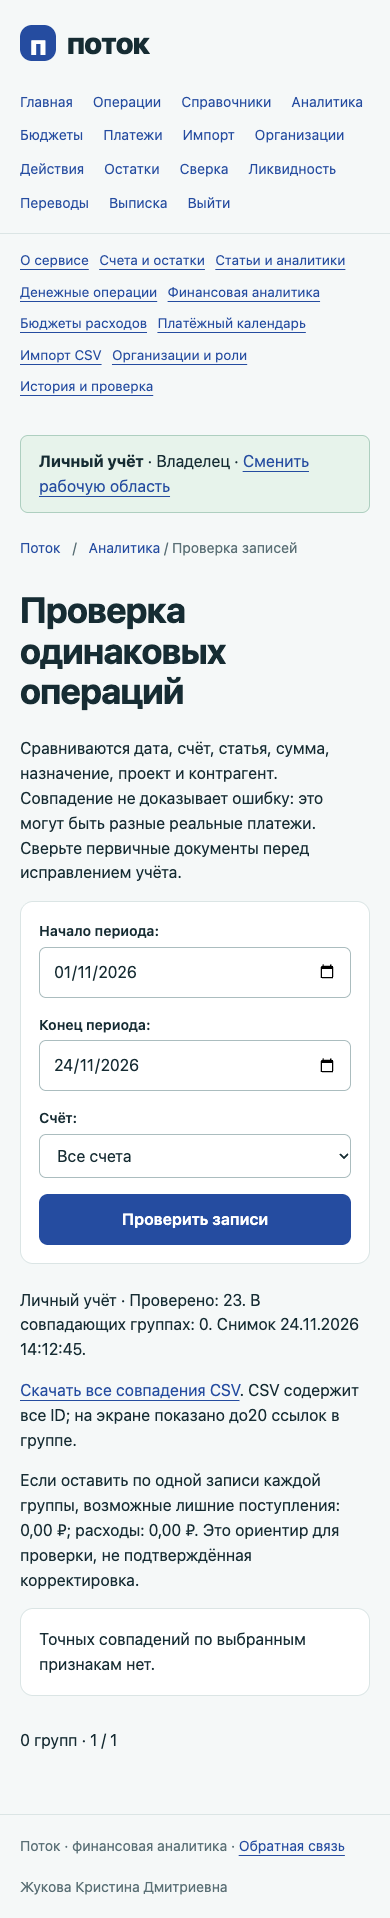 п поток
Главная Операции Справочники Аналитика
Бюджеты Платежи Импорт Организации
Действия Остатки Сверка Ликвидность
Переводы Выписка Выйти
О сервисе Счета и остатки Статьи и аналитики
Денежные операции Финансовая аналитика
Бюджеты расходов Платёжный календарь
Импорт CSV Организации и роли
История и проверка
Личный учёт · Владелец · Сменить
рабочую область
Поток / Аналитика / Проверка записей
Проверка
одинаковых
операций
Сравниваются дата, счёт, статья, сумма,
назначение, проект и контрагент.
Совпадение не доказывает ошибку: это
могут быть разные реальные платежи.
Сверьте первичные документы перед
исправлением учёта.
Начало периода:
01/11/2026
Конец периода:
24/11/2026
Счёт:
Все счета
Проверить записи
Личный учёт · Проверено: 23. В
совпадающих группах: 0. Снимок 24.11.2026
14:12:45.
Скачать все совпадения CSV. CSV содержит
все ID; на экране показано до20 ссылок в
группе.
Если оставить по одной записи каждой
группы, возможные лишние поступления:
0,00 ₽; расходы: 0,00 ₽. Это ориентир для
проверки, не подтверждённая
корректировка.
Точных совпадений по выбранным
признакам нет.
0 групп · 1 / 1
Поток · финансовая аналитика · Обратная связь
Жукова Кристина Дмитриевна